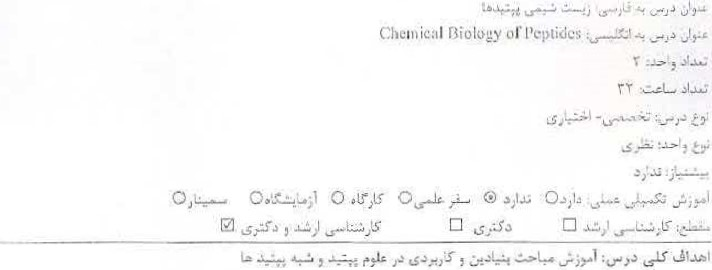 عنوان درس به فارسی: زیست شیمی پپتیدها
عنوان درس به انگلیسی: Chemical Biology of Peptides
تعداد واحد: ۲
تعداد ساعت: ۳۲
نوع درس: تخصصی- اختیاری
نوع واحد: نظری
پیشنیاز: ندارد
آموزش تکمیلی عملی: دارد○ ندارد ◉ سفر علمی○ کارگاه ○ آزمایشگاه○ سمینار○
مقطع: کارشناسی ارشد ☐ دکتری ☐ کارشناسی ارشد و دکتری ☑
اهداف کلی درس: آموزش مباحث بنیادین و کاربردی در علوم پپتید و شبه پپتید ها